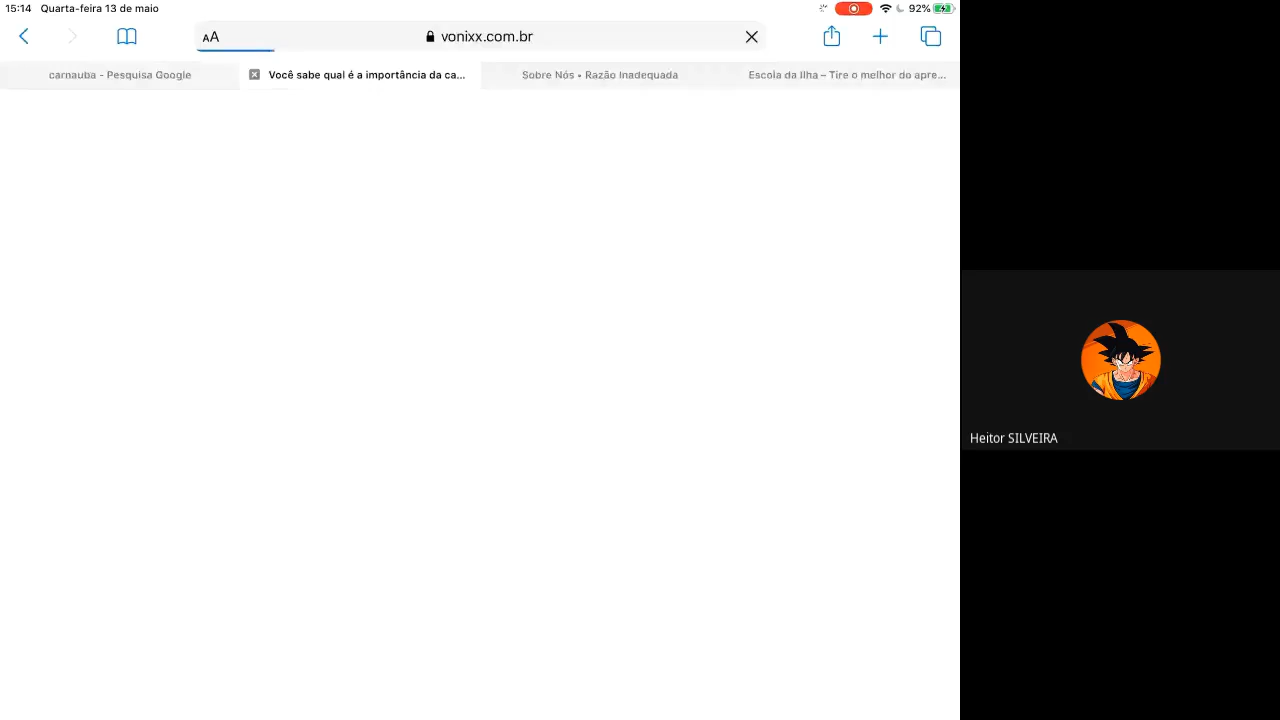 15:14 Quarta-feira 13 de maio
92%
AA
vonixx.com.br
carnauba - Pesquisa Google
Você sabe qual é a importância da ca...
Sobre Nós • Razão Inadequada
Escola da Ilha – Tire o melhor do apre...
Heitor SILVEIRA